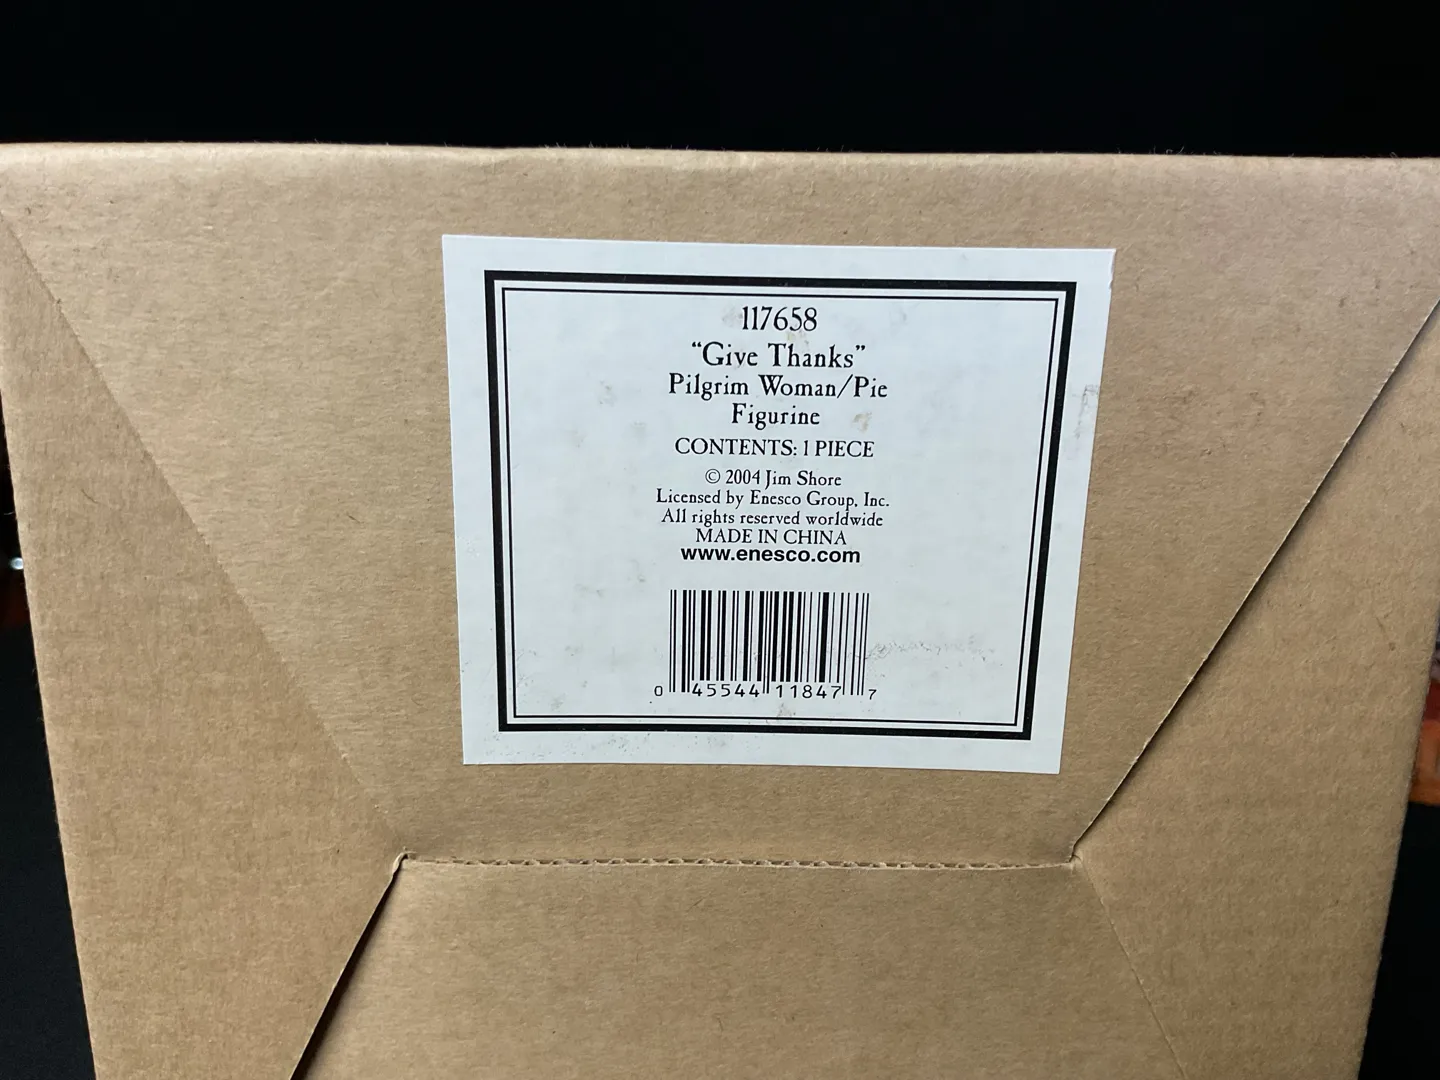 117658
“Give Thanks”
Pilgrim Woman/Pie
Figurine
CONTENTS: 1 PIECE
© 2004 Jim Shore
Licensed by Enesco Group, Inc.
All rights reserved worldwide
MADE IN CHINA
www.enesco.com
0 45544 11847 7